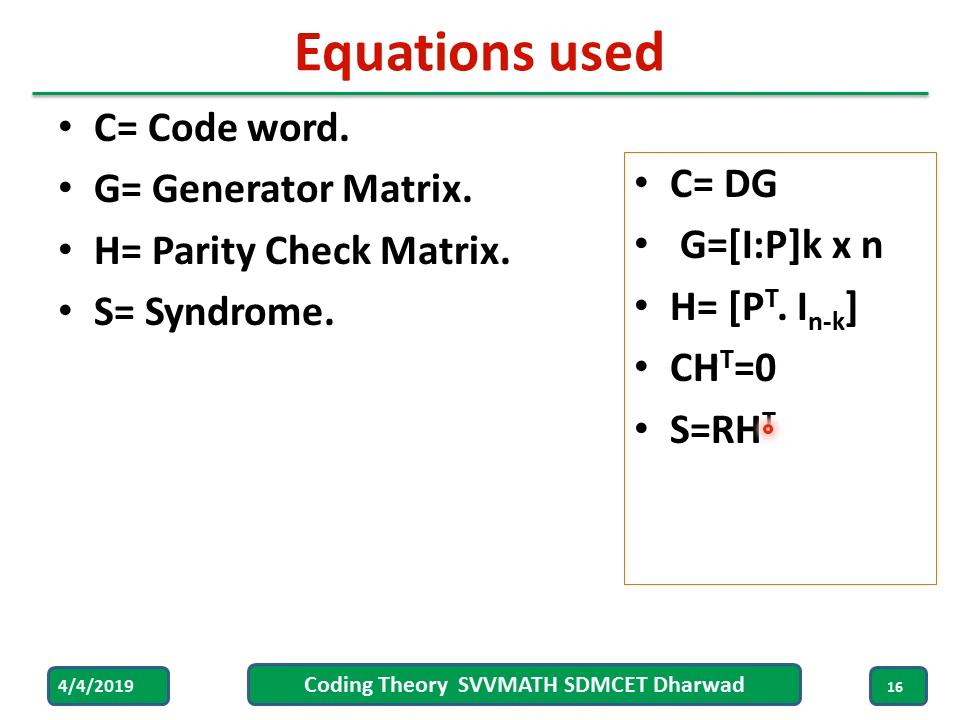 Equations used
• C= Code word.
• G= Generator Matrix.
• H= Parity Check Matrix.
• S= Syndrome.
• C= DG
• G=[I:P]k x n
• H= [Pᵀ. Iₙ₋ₖ]
• CHᵀ=0
• S=RHᵀ
4/4/2019
Coding Theory SVVMATH SDMCET Dharwad
16